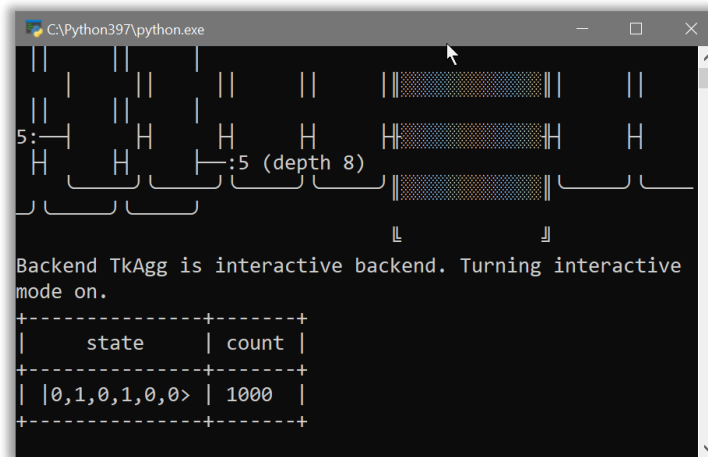 C:\Python397\python.exe
5:
:5 (depth 8)
Backend TkAgg is interactive backend. Turning interactive
mode on.
+---------------+-------+
| state | count |
+---------------+-------+
| |0,1,0,1,0,0> | 1000 |
+---------------+-------+